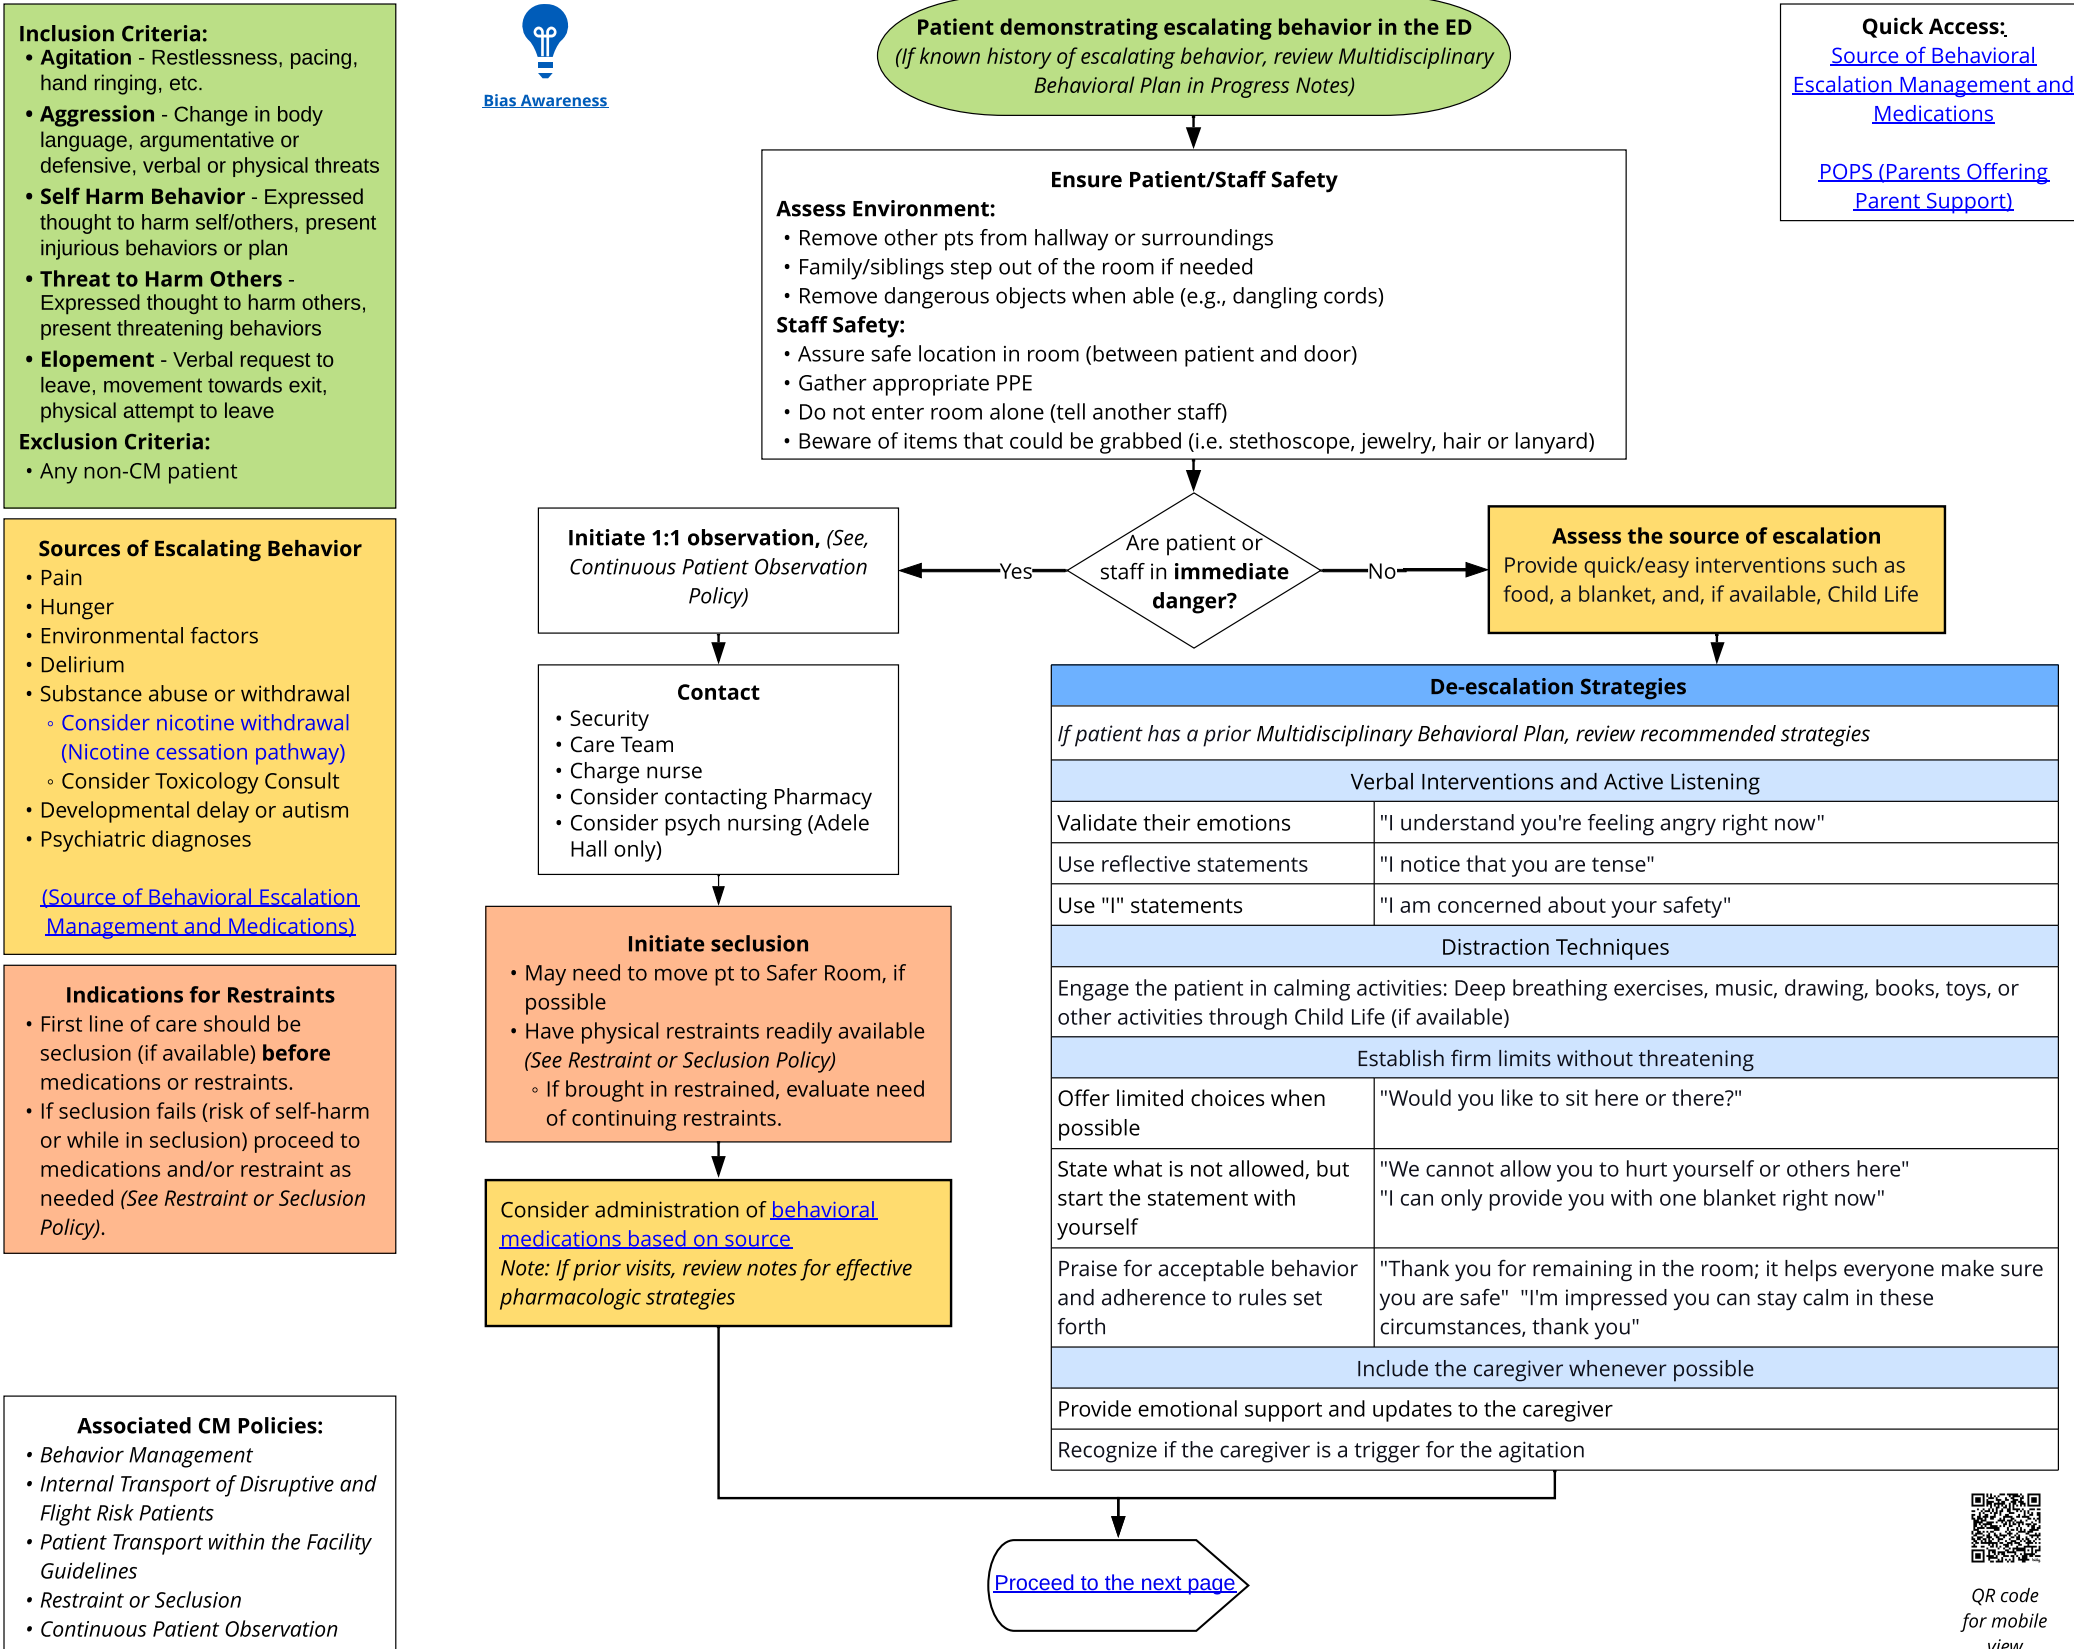 Inclusion Criteria:
• Agitation - Restlessness, pacing,
hand ringing, etc.
• Aggression - Change in body
language, argumentative or
defensive, verbal or physical threats
• Self Harm Behavior - Expressed
thought to harm self/others, present
injurious behaviors or plan
• Threat to Harm Others -
Expressed thought to harm others,
present threatening behaviors
• Elopement - Verbal request to
leave, movement towards exit,
physical attempt to leave
Exclusion Criteria:
• Any non-CM patient
Sources of Escalating Behavior
• Pain
• Hunger
• Environmental factors
• Delirium
• Substance abuse or withdrawal
◦ Consider nicotine withdrawal
(Nicotine cessation pathway)
◦ Consider Toxicology Consult
• Developmental delay or autism
• Psychiatric diagnoses
(Source of Behavioral Escalation
Management and Medications)
Indications for Restraints
• First line of care should be
seclusion (if available) before
medications or restraints.
• If seclusion fails (risk of self-harm
or while in seclusion) proceed to
medications and/or restraint as
needed (See Restraint or Seclusion
Policy).
Associated CM Policies:
• Behavior Management
• Internal Transport of Disruptive and
Flight Risk Patients
• Patient Transport within the Facility
Guidelines
• Restraint or Seclusion
• Continuous Patient Observation
Bias Awareness
Patient demonstrating escalating behavior in the ED
(If known history of escalating behavior, review Multidisciplinary
Behavioral Plan in Progress Notes)
Quick Access:
Source of Behavioral
Escalation Management and
Medications
POPS (Parents Offering
Parent Support)
Ensure Patient/Staff Safety
Assess Environment:
• Remove other pts from hallway or surroundings
• Family/siblings step out of the room if needed
• Remove dangerous objects when able (e.g., dangling cords)
Staff Safety:
• Assure safe location in room (between patient and door)
• Gather appropriate PPE
• Do not enter room alone (tell another staff)
• Beware of items that could be grabbed (i.e. stethoscope, jewelry, hair or lanyard)
Are patient or
staff in immediate
danger?
Yes
No
Initiate 1:1 observation, (See,
Continuous Patient Observation
Policy)
Contact
• Security
• Care Team
• Charge nurse
• Consider contacting Pharmacy
• Consider psych nursing (Adele
Hall only)
Initiate seclusion
• May need to move pt to Safer Room, if
possible
• Have physical restraints readily available
(See Restraint or Seclusion Policy)
◦ If brought in restrained, evaluate need
of continuing restraints.
Consider administration of behavioral
medications based on source
Note: If prior visits, review notes for effective
pharmacologic strategies
Assess the source of escalation
Provide quick/easy interventions such as
food, a blanket, and, if available, Child Life
De-escalation Strategies
If patient has a prior Multidisciplinary Behavioral Plan, review recommended strategies
Verbal Interventions and Active Listening
Validate their emotions
"I understand you're feeling angry right now"
Use reflective statements
"I notice that you are tense"
Use "I" statements
"I am concerned about your safety"
Distraction Techniques
Engage the patient in calming activities: Deep breathing exercises, music, drawing, books, toys, or
other activities through Child Life (if available)
Establish firm limits without threatening
Offer limited choices when
possible
"Would you like to sit here or there?"
State what is not allowed, but
start the statement with
yourself
"We cannot allow you to hurt yourself or others here"
"I can only provide you with one blanket right now"
Praise for acceptable behavior
and adherence to rules set
forth
"Thank you for remaining in the room; it helps everyone make sure
you are safe"  "I'm impressed you can stay calm in these
circumstances, thank you"
Include the caregiver whenever possible
Provide emotional support and updates to the caregiver
Recognize if the caregiver is a trigger for the agitation
Proceed to the next page
QR code
for mobile
view